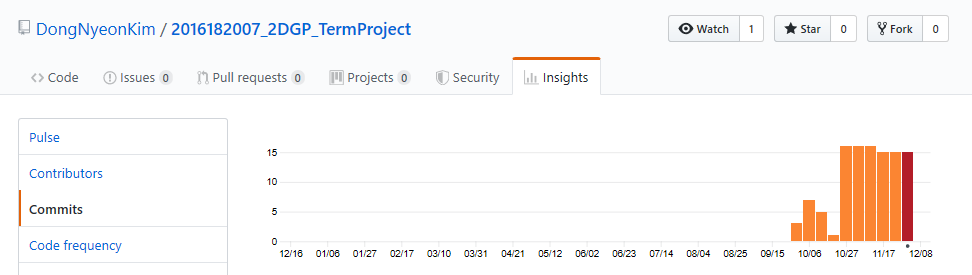 DongNyeonKim / 2016182007_2DGP_TermProject
Watch 1 Star 0 Fork 0
Code Issues 0 Pull requests 0 Projects 0 Security Insights
Pulse
Contributors
Commits
Code frequency
15
10
5
0
12/16 01/06 01/27 02/17 03/10 03/31 04/21 05/12 06/02 06/23 07/14 08/04 08/25 09/15 10/06 10/27 11/17 12/08